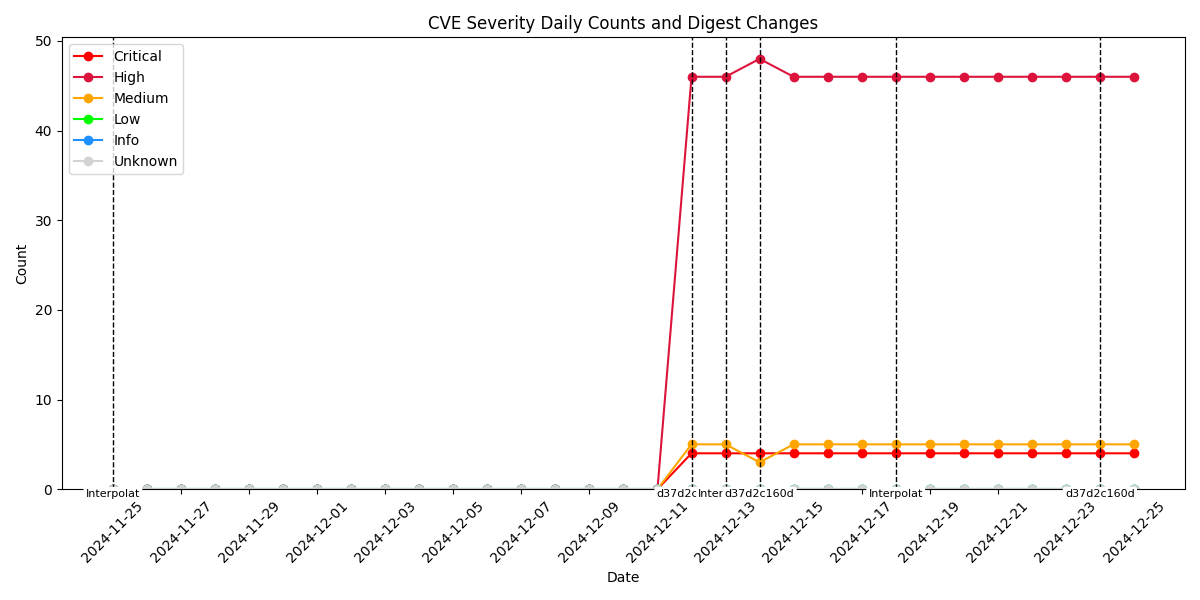 CVE Severity Daily Counts and Digest Changes
50
40
30
20
10
0
Count
Critical
High
Medium
Low
Info
Unknown
Interpolat
d37d2c
Inter
d37d2c160d
Interpolat
d37d2c160d
2024-11-25
2024-11-27
2024-11-29
2024-12-01
2024-12-03
2024-12-05
2024-12-07
2024-12-09
2024-12-11
2024-12-13
2024-12-15
2024-12-17
2024-12-19
2024-12-21
2024-12-23
2024-12-25
Date